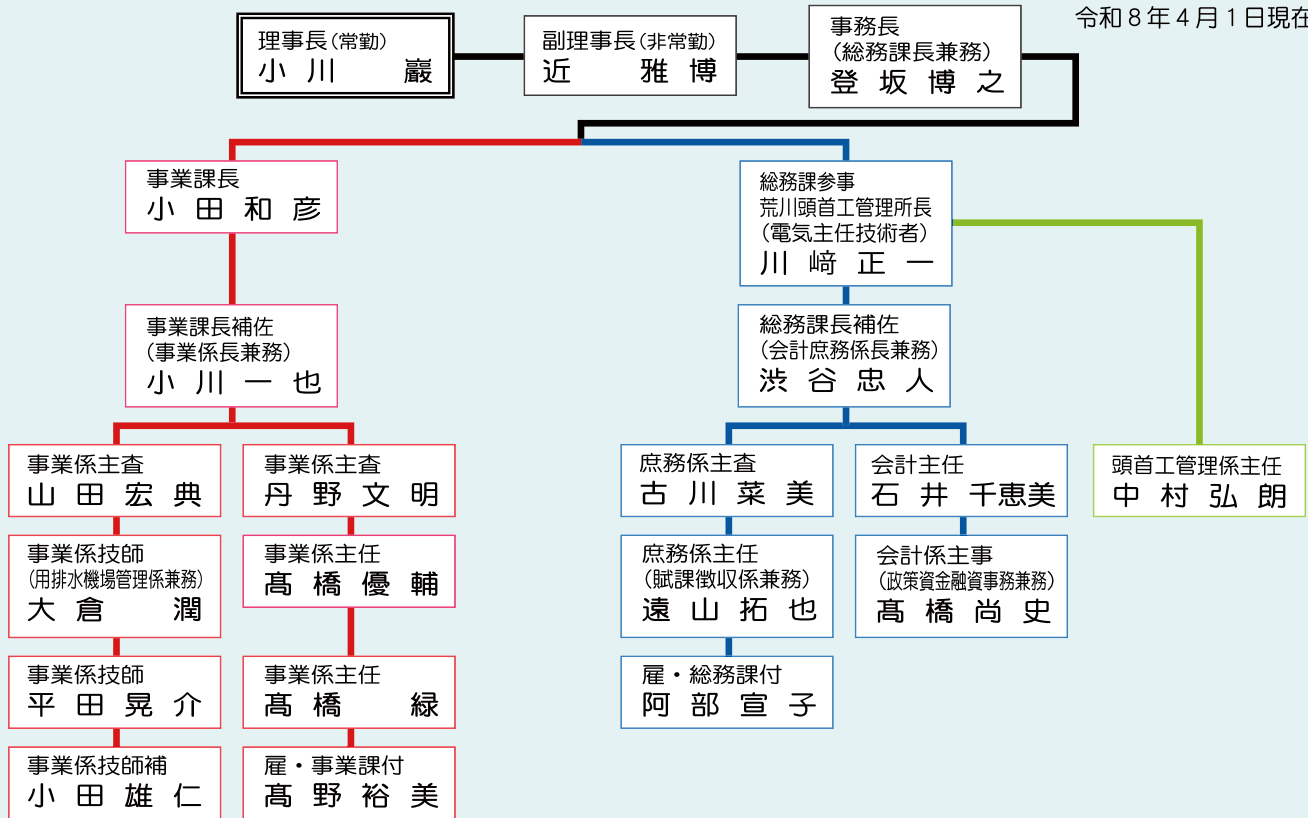 令和8年4月1日現在
理事長(常勤)
小川 巖
副理事長(非常勤)
近 雅博
事務長
(総務課長兼務)
登坂博之
事業課長
小田和彦
総務課参事
荒川頭首工管理所長
(電気主任技術者)
川﨑正一
事業課長補佐
(事業係長兼務)
小川一也
総務課長補佐
(会計庶務係長兼務)
渋谷忠人
事業係主査
山田宏典
事業係主査
丹野文明
庶務係主査
古川菜美
会計主任
石井千恵美
頭首工管理係主任
中村弘朗
事業係技師
(用排水機場管理係兼務)
大倉 潤
事業係主任
髙橋優輔
庶務係主任
(賦課徴収係兼務)
遠山拓也
会計係主事
(政策資金融資事務兼務)
髙橋尚史
事業係技師
平田晃介
事業係主任
髙橋 緑
雇・総務課付
阿部宣子
事業係技師補
小田雄仁
雇・事業課付
髙野裕美